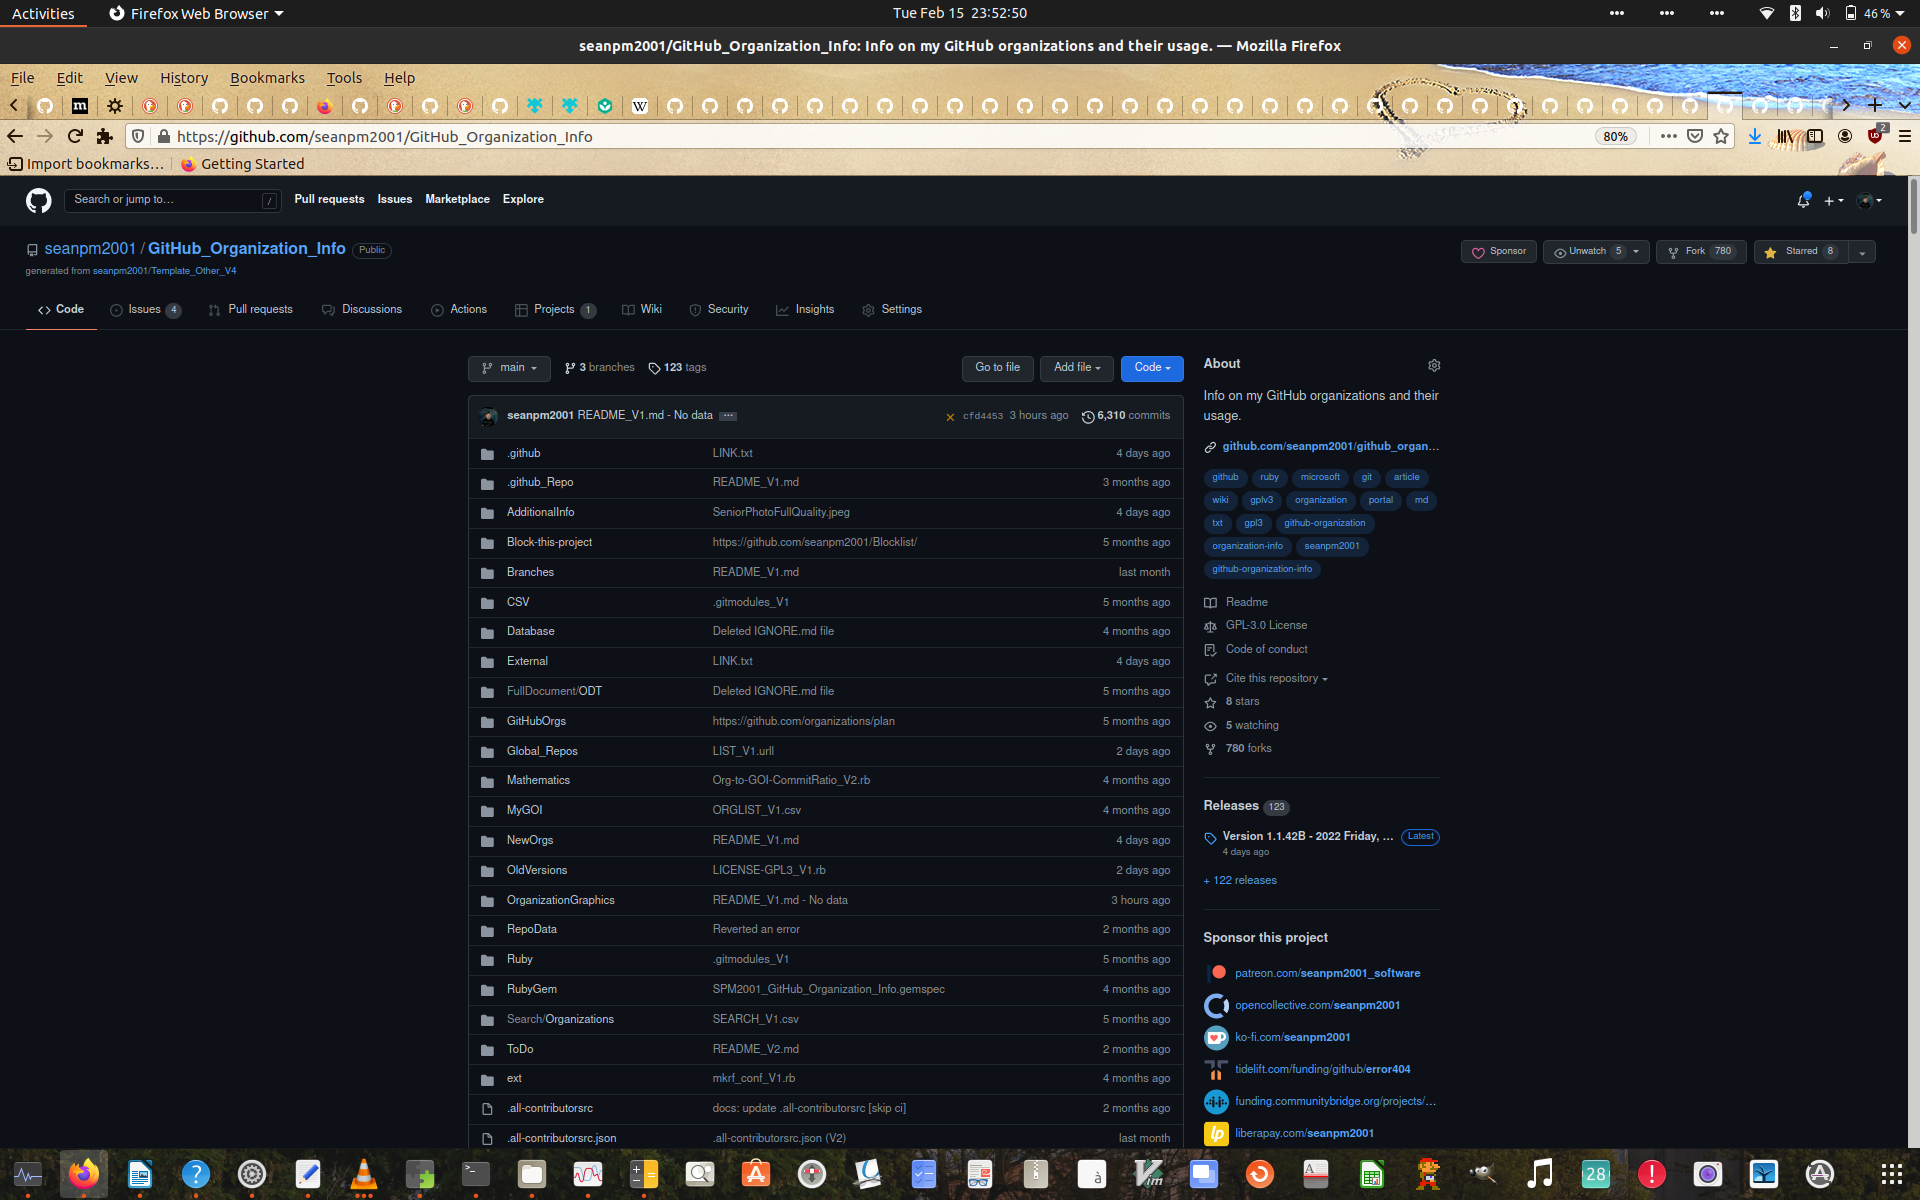 Activities Firefox Web Browser Tue Feb 15 23:52:50 46 %
seanpm2001/GitHub_Organization_Info: Info on my GitHub organizations and their usage. — Mozilla Firefox
File Edit View History Bookmarks Tools Help
https://github.com/seanpm2001/GitHub_Organization_Info 80% 2
Import bookmarks… Getting Started
Search or jump to… / Pull requests Issues Marketplace Explore
seanpm2001 / GitHub_Organization_Info Public Sponsor Unwatch 5 Fork 780 Starred 8
generated from seanpm2001/Template_Other_V4
Code Issues 4 Pull requests Discussions Actions Projects 1 Wiki Security Insights Settings
main 3 branches 123 tags Go to file Add file Code
seanpm2001 README_V1.md - No data ... cfd4453 3 hours ago 6,310 commits
.github LINK.txt 4 days ago
.github_Repo README_V1.md 3 months ago
AdditionalInfo SeniorPhotoFullQuality.jpeg 4 days ago
Block-this-project https://github.com/seanpm2001/Blocklist/ 5 months ago
Branches README_V1.md last month
CSV .gitmodules_V1 5 months ago
Database Deleted IGNORE.md file 4 months ago
External LINK.txt 4 days ago
FullDocument/ODT Deleted IGNORE.md file 5 months ago
GitHubOrgs https://github.com/organizations/plan 5 months ago
Global_Repos LIST_V1.urll 2 days ago
Mathematics Org-to-GOI-CommitRatio_V2.rb 4 months ago
MyGOI ORGLIST_V1.csv 4 months ago
NewOrgs README_V1.md 4 days ago
OldVersions LICENSE-GPL3_V1.rb 2 days ago
OrganizationGraphics README_V1.md - No data 3 hours ago
RepoData Reverted an error 2 months ago
Ruby .gitmodules_V1 5 months ago
RubyGem SPM2001_GitHub_Organization_Info.gemspec 4 months ago
Search/Organizations SEARCH_V1.csv 5 months ago
ToDo README_V2.md 2 months ago
ext mkrf_conf_V1.rb 4 months ago
.all-contributorsrc docs: update .all-contributorsrc [skip ci] 2 months ago
.all-contributorsrc.json .all-contributorsrc.json (V2) last month
About
Info on my GitHub organizations and their
usage.
github.com/seanpm2001/github_organ…
github ruby microsoft git article
wiki gplv3 organization portal md
txt gpl3 github-organization
organization-info seanpm2001
github-organization-info
Readme
GPL-3.0 License
Code of conduct
Cite this repository
8 stars
5 watching
780 forks
Releases 123
Version 1.1.42B - 2022 Friday, … Latest
4 days ago
+ 122 releases
Sponsor this project
patreon.com/seanpm2001_software
opencollective.com/seanpm2001
ko-fi.com/seanpm2001
tidelift.com/funding/github/error404
funding.communitybridge.org/projects/…
liberapay.com/seanpm2001
28